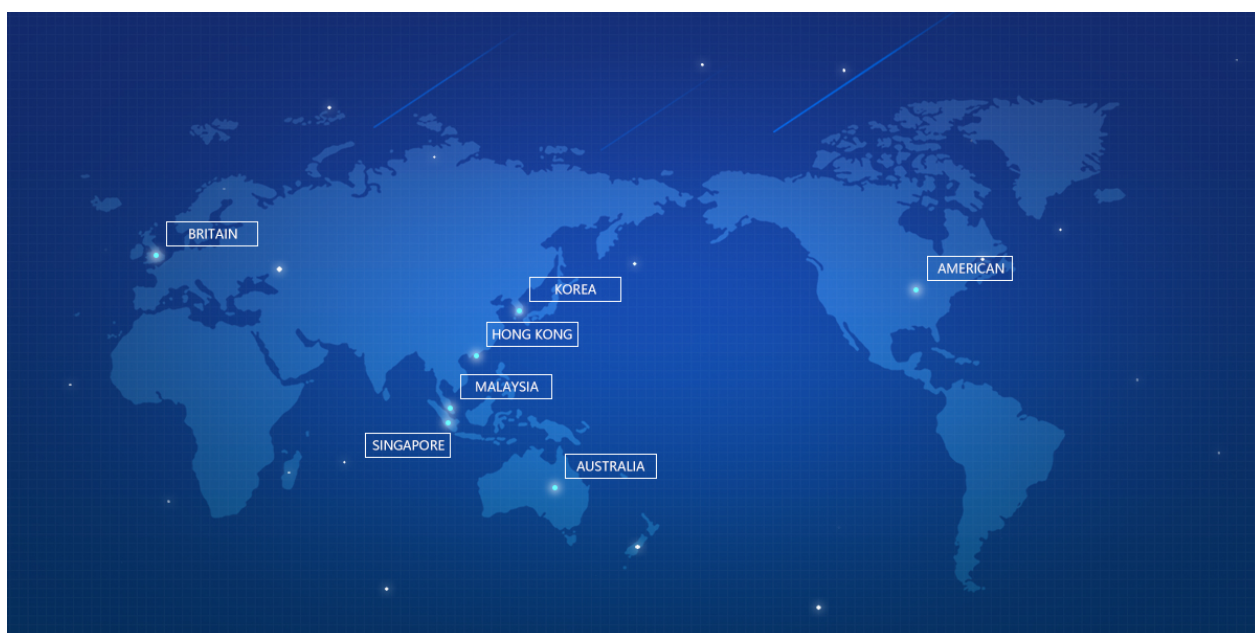 BRITAIN
AMERICAN
KOREA
HONG KONG
MALAYSIA
SINGAPORE
AUSTRALIA